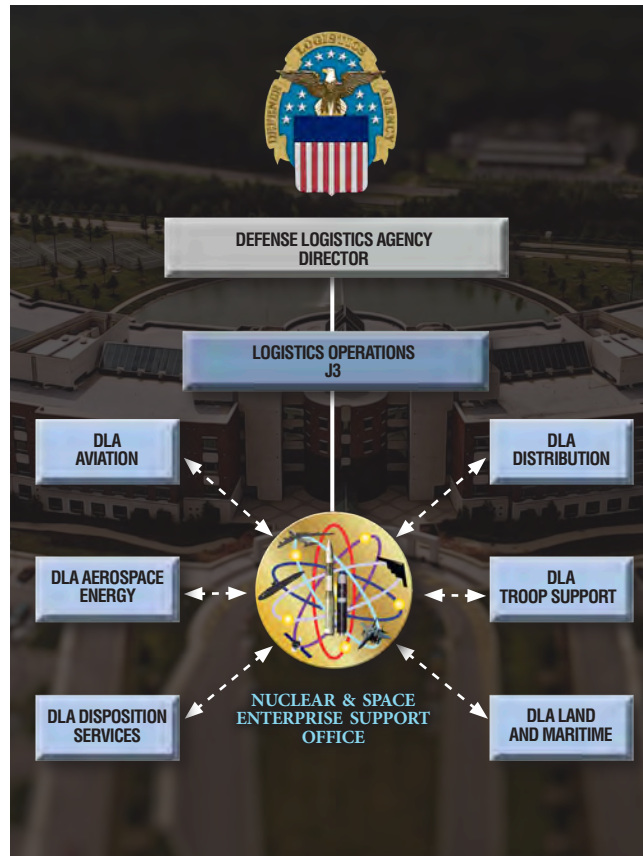 DEFENSE LOGISTICS AGENCY
DEFENSE LOGISTICS AGENCY
DIRECTOR
LOGISTICS OPERATIONS
J3
DLA
AVIATION
DLA
DISTRIBUTION
DLA AEROSPACE
ENERGY
DLA
TROOP SUPPORT
NUCLEAR & SPACE
ENTERPRISE SUPPORT
OFFICE
DLA DISPOSITION
SERVICES
DLA LAND
AND MARITIME